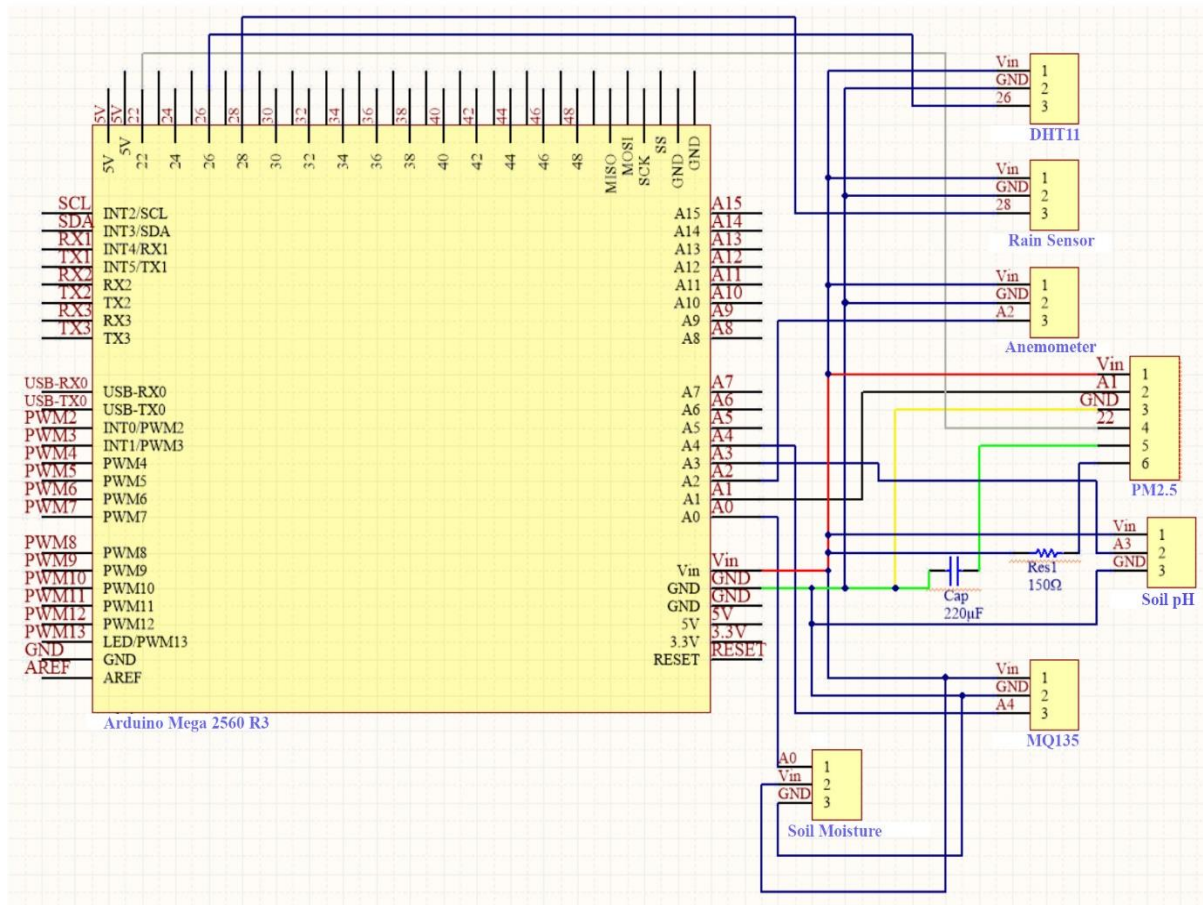 5V
5V
22
24
26
28
30
32
34
36
38
40
42
44
46
48
5V
5V
22
24
26
28
30
32
34
36
38
40
42
44
46
48
MISO
MOSI
SCK
SS
GND
GND
SCL
SDA
RX1
TX1
RX2
TX2
RX3
TX3
INT2/SCL
INT3/SDA
INT4/RX1
INT5/TX1
RX2
TX2
RX3
TX3
USB-RX0
USB-TX0
PWM2
PWM3
PWM4
PWM5
PWM6
PWM7
USB-RX0
USB-TX0
INT0/PWM2
INT1/PWM3
PWM4
PWM5
PWM6
PWM7
PWM8
PWM9
PWM10
PWM11
PWM12
PWM13
GND
AREF
PWM8
PWM9
PWM10
PWM11
PWM12
LED/PWM13
GND
AREF
A15
A14
A13
A12
A11
A10
A9
A8
A15
A14
A13
A12
A11
A10
A9
A8
A7
A6
A5
A4
A3
A2
A1
A0
A7
A6
A5
A4
A3
A2
A1
A0
Vin
GND
GND
5V
3.3V
RESET
Vin
GND
GND
5V
3.3V
RESET
Arduino Mega 2560 R3
Vin 1
GND 2
26 3
DHT11
Vin 1
GND 2
28 3
Rain Sensor
Vin 1
GND 2
A2 3
Anemometer
Vin 1
A1 2
GND 3
22 4
5
6
PM2.5
Vin 1
A3 2
GND 3
Soil pH
Res1
150Ω
Cap
220µF
Vin 1
GND 2
A4 3
MQ135
A0 1
Vin 2
GND 3
Soil Moisture